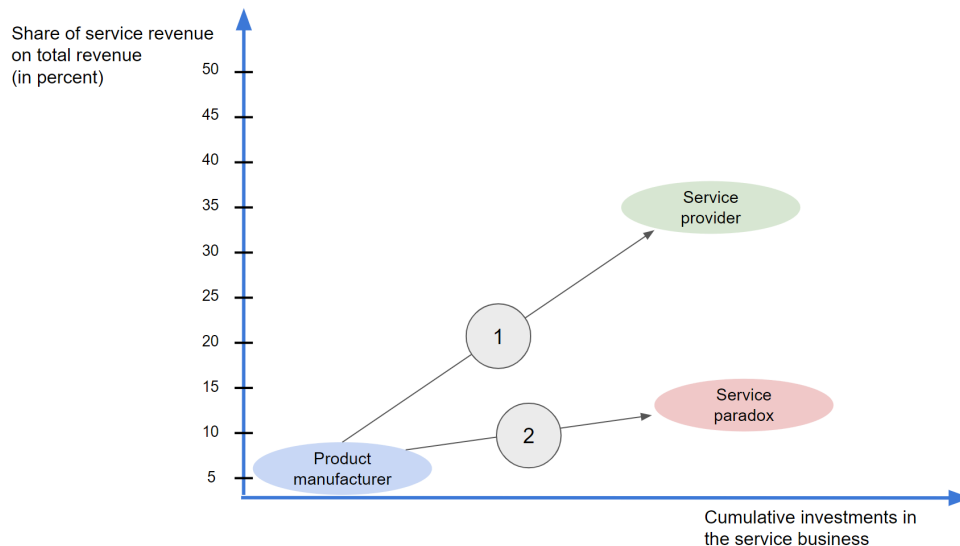 Share of service revenue
on total revenue
(in percent)
50
45
40
35
30
25
20
15
10
5
Service
provider
1
Service
paradox
2
Product
manufacturer
Cumulative investments in
the service business